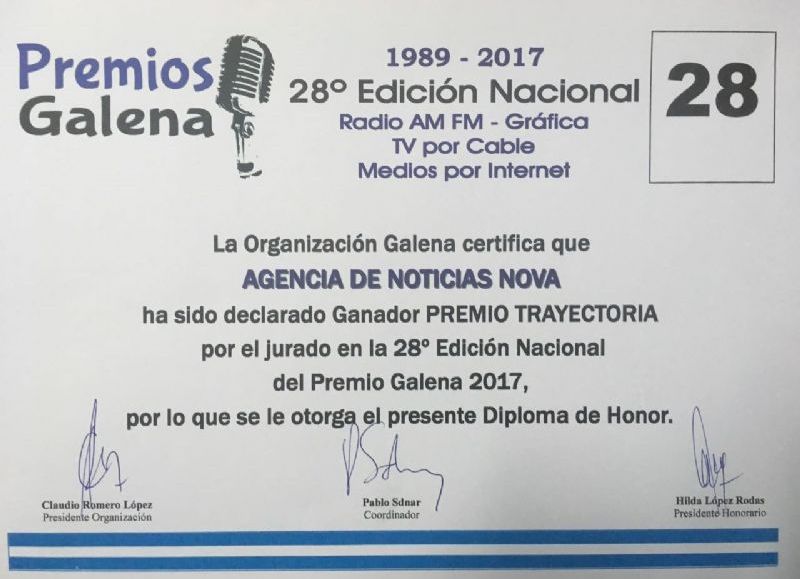 Premios
Galena
1989 - 2017
28º Edición Nacional
Radio AM FM - Gráfica
TV por Cable
Medios por Internet
28
La Organización Galena certifica que
AGENCIA DE NOTICIAS NOVA
ha sido declarado Ganador PREMIO TRAYECTORIA
por el jurado en la 28º Edición Nacional
del Premio Galena 2017,
por lo que se le otorga el presente Diploma de Honor.
Claudio Romero López
Presidente Organización
Pablo Sdnar
Coordinador
Hilda López Rodas
Presidente Honorario